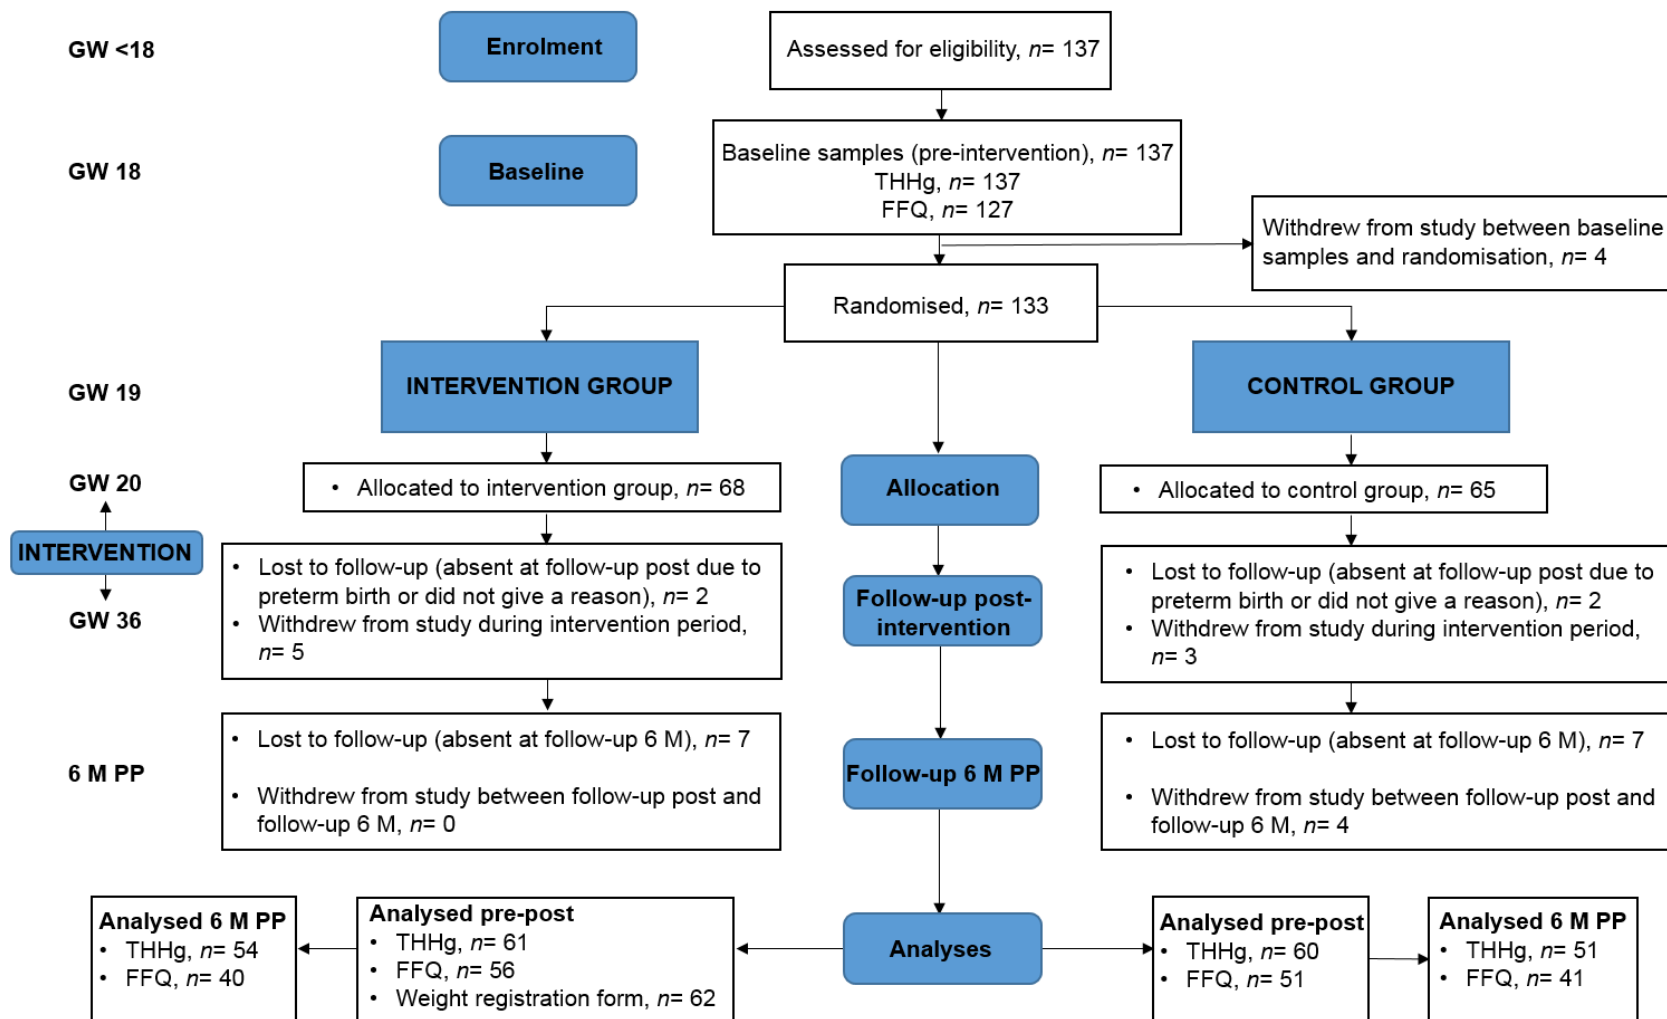 GW <18
Enrolment
Assessed for eligibility, n= 137
GW 18
Baseline
Baseline samples (pre-intervention), n= 137
THHg, n= 137
FFQ, n= 127
Withdrew from study between baseline
samples and randomisation, n= 4
Randomised, n= 133
GW 19
INTERVENTION GROUP
CONTROL GROUP
GW 20
• Allocated to intervention group, n= 68
Allocation
• Allocated to control group, n= 65
INTERVENTION
GW 36
• Lost to follow-up (absent at follow-up post due to
preterm birth or did not give a reason), n= 2
• Withdrew from study during intervention period,
n= 5
Follow-up post-
intervention
• Lost to follow-up (absent at follow-up post due to
preterm birth or did not give a reason), n= 2
• Withdrew from study during intervention period,
n= 3
6 M PP
• Lost to follow-up (absent at follow-up 6 M), n= 7
• Withdrew from study between follow-up post and
follow-up 6 M, n= 0
Follow-up 6 M PP
• Lost to follow-up (absent at follow-up 6 M), n= 7
• Withdrew from study between follow-up post and
follow-up 6 M, n= 4
Analysed 6 M PP
• THHg, n= 54
• FFQ, n= 40
Analysed pre-post
• THHg, n= 61
• FFQ, n= 56
• Weight registration form, n= 62
Analyses
Analysed pre-post
• THHg, n= 60
• FFQ, n= 51
Analysed 6 M PP
• THHg, n= 51
• FFQ, n= 41